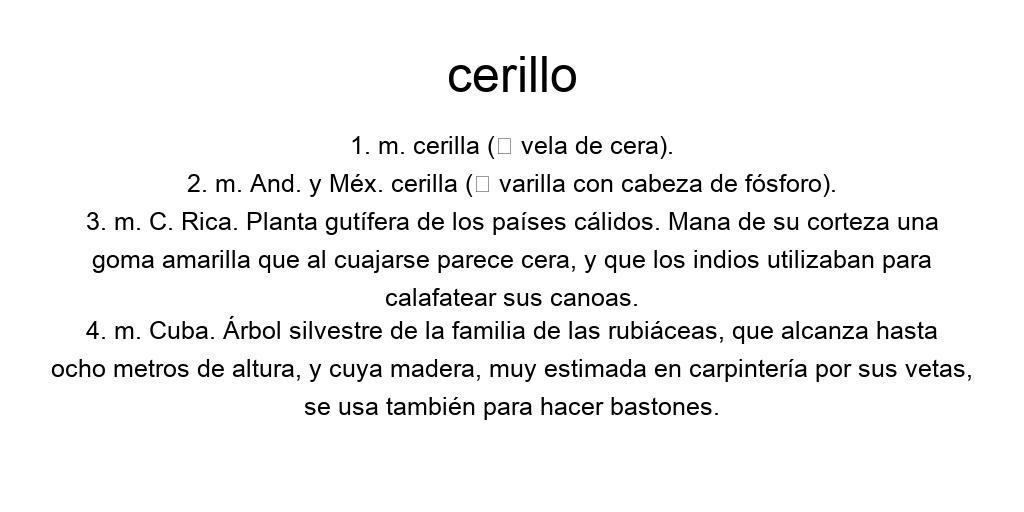 cerillo
1. m. cerilla (▯ vela de cera).
2. m. And. y Méx. cerilla (▯ varilla con cabeza de fósforo).
3. m. C. Rica. Planta gutífera de los países cálidos. Mana de su corteza una
goma amarilla que al cuajarse parece cera, y que los indios utilizaban para
calafatear sus canoas.
4. m. Cuba. Árbol silvestre de la familia de las rubiáceas, que alcanza hasta
ocho metros de altura, y cuya madera, muy estimada en carpintería por sus vetas,
se usa también para hacer bastones.